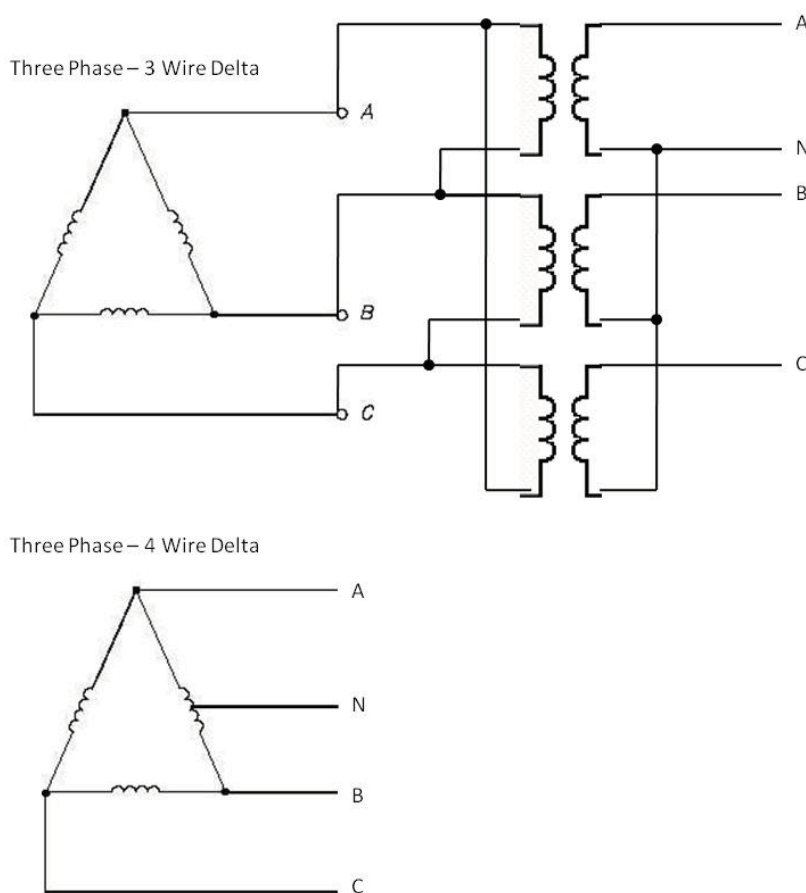 A
Three Phase – 3 Wire Delta
A
N
B
B
C
C
Three Phase – 4 Wire Delta
A
N
B
C